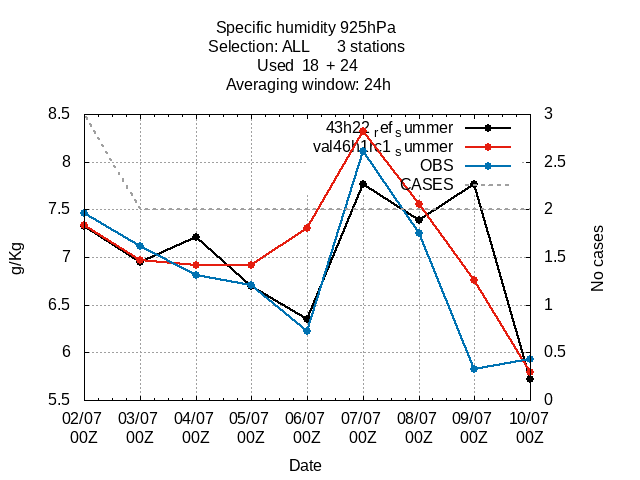 Specific humidity 925hPa
Selection: ALL 3 stations
Used 18 + 24
Averaging window: 24h
8.5 3
43h22 ref summer
val46h1rc1 summer
8 2.5
OBS
CASES
7.5 2
7 1.5
g/Kg
No cases
6.5 1
6 0.5
5.5 0
02/07 03/07 04/07 05/07 06/07 07/07 08/07 09/07 10/07
00Z 00Z 00Z 00Z 00Z 00Z 00Z 00Z 00Z
Date